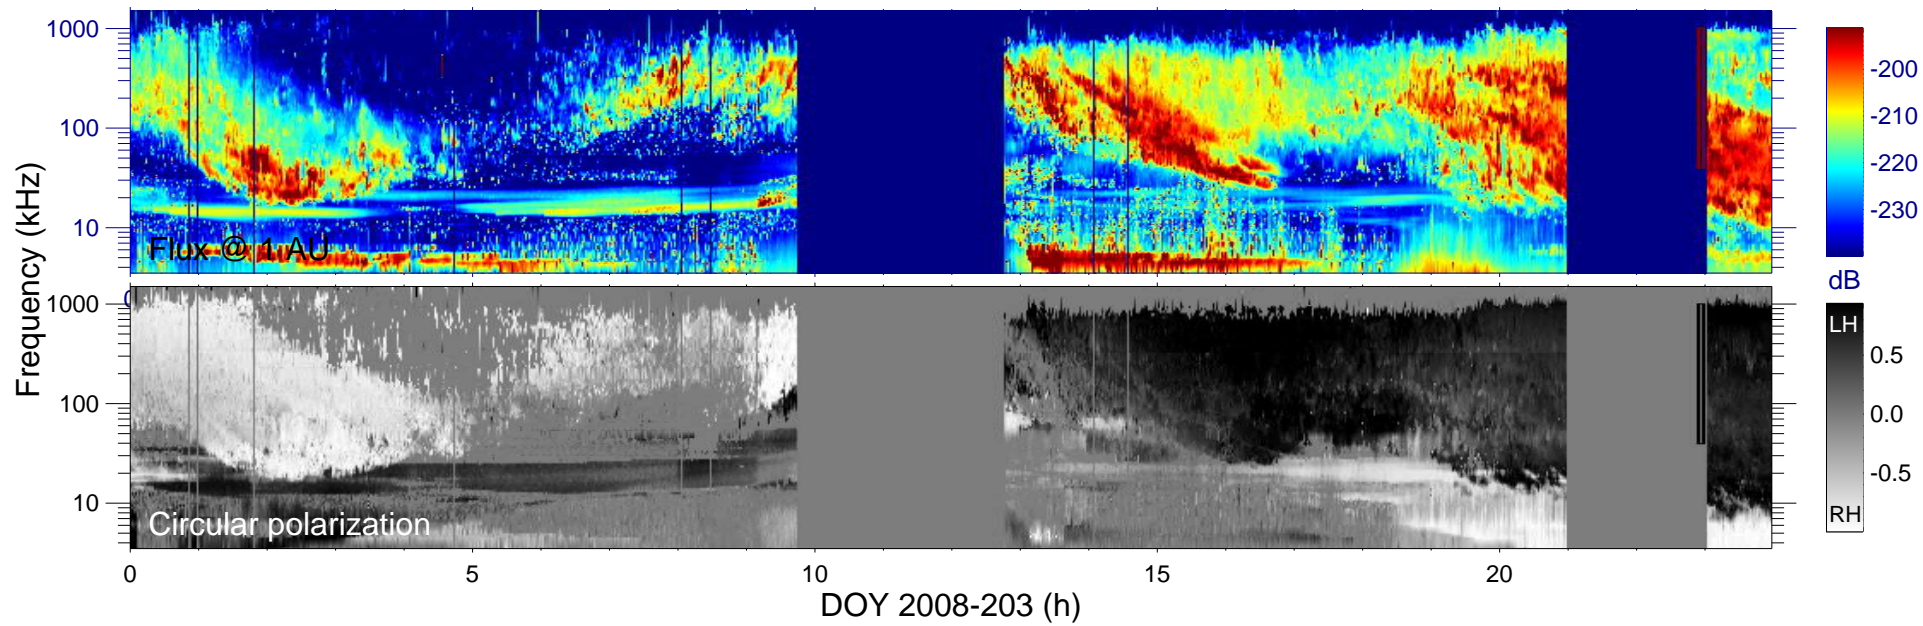 1000
100
10
Flux @ 1 AU
-200
-210
-220
-230
dB
Frequency (kHz)
0
1000
100
10
Circular polarization
LH
0.5
0.0
-0.5
RH
0
5
10
15
20
DOY 2008-203 (h)